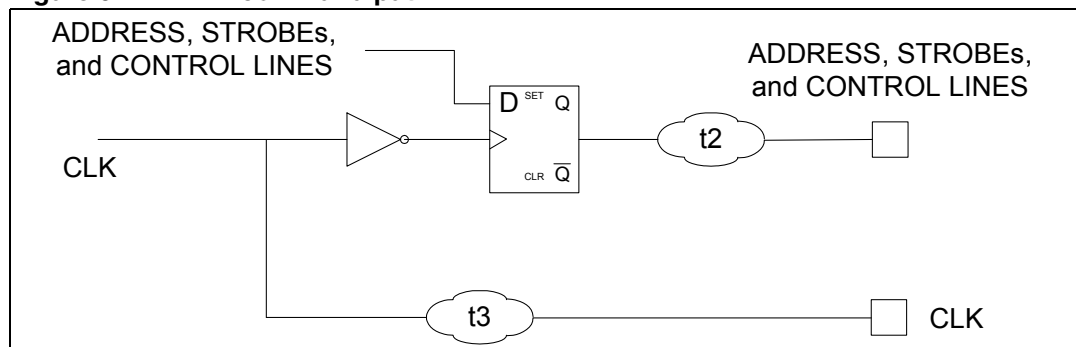 ADDRESS, STROBEs,
and CONTROL LINES
ADDRESS, STROBEs,
and CONTROL LINES
D SET Q
CLR Q̅
t2
CLK
t3
CLK